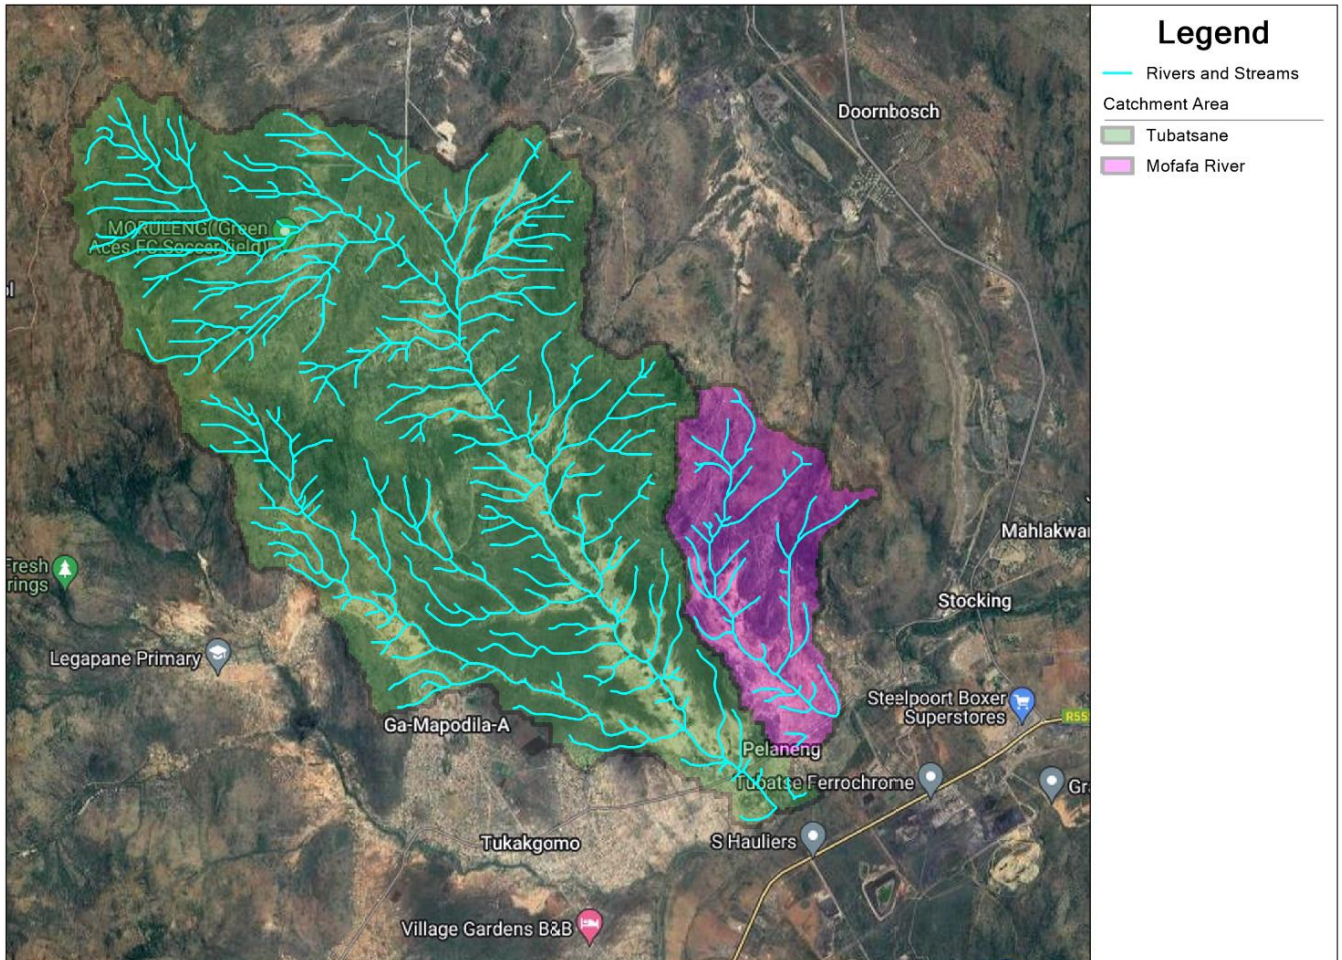 Legend
Rivers and Streams
Catchment Area
Tubatsane
Mofafa River
Doornbosch
MORULENG( Green
Aces FC Soccer field)
Mahlakwa
Fresh
rings
Stocking
Legapane Primary
Steelpoort Boxer
Superstores
R55
Ga-Mapodila-A
Pelaneng
Tubatse Ferrochrome
Gr
S Hauliers
Tukakgomo
Village Gardens B&B